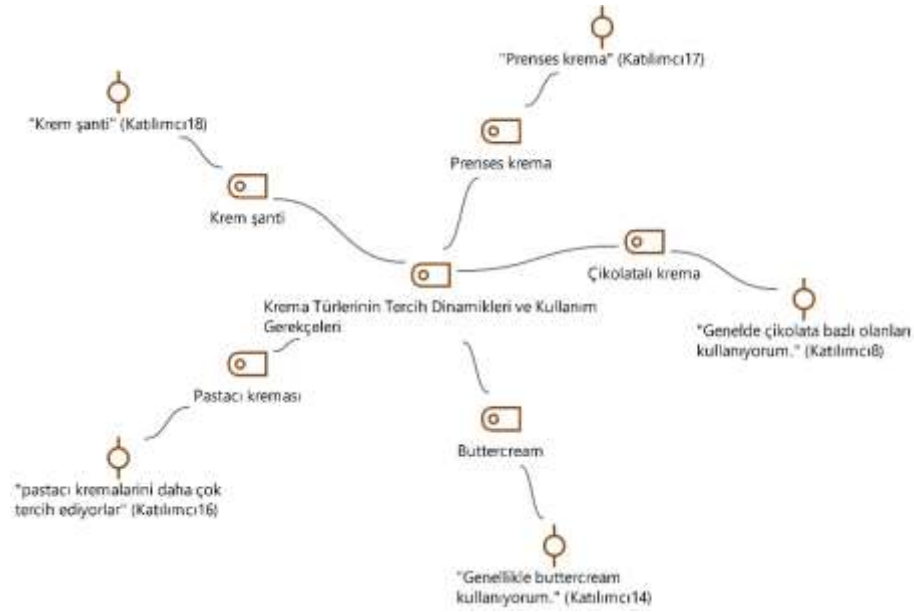 "Prenses krema" (Katılımcı17)
"Krem şanti" (Katılımcı18)
Prenses krema
Krem şanti
Çikolatalı krema
Krema Türlerinin Tercih Dinamikleri ve Kullanım
Gerekçeleri
"Genelde çikolata bazlı olanları
kullanıyorum." (Katılımcı8)
Pastacı kreması
Buttercream
"pastacı kremalarini daha çok
tercih ediyorlar" (Katılımcı16)
"Genellikle buttercream
kullanıyorum." (Katılımcı14)